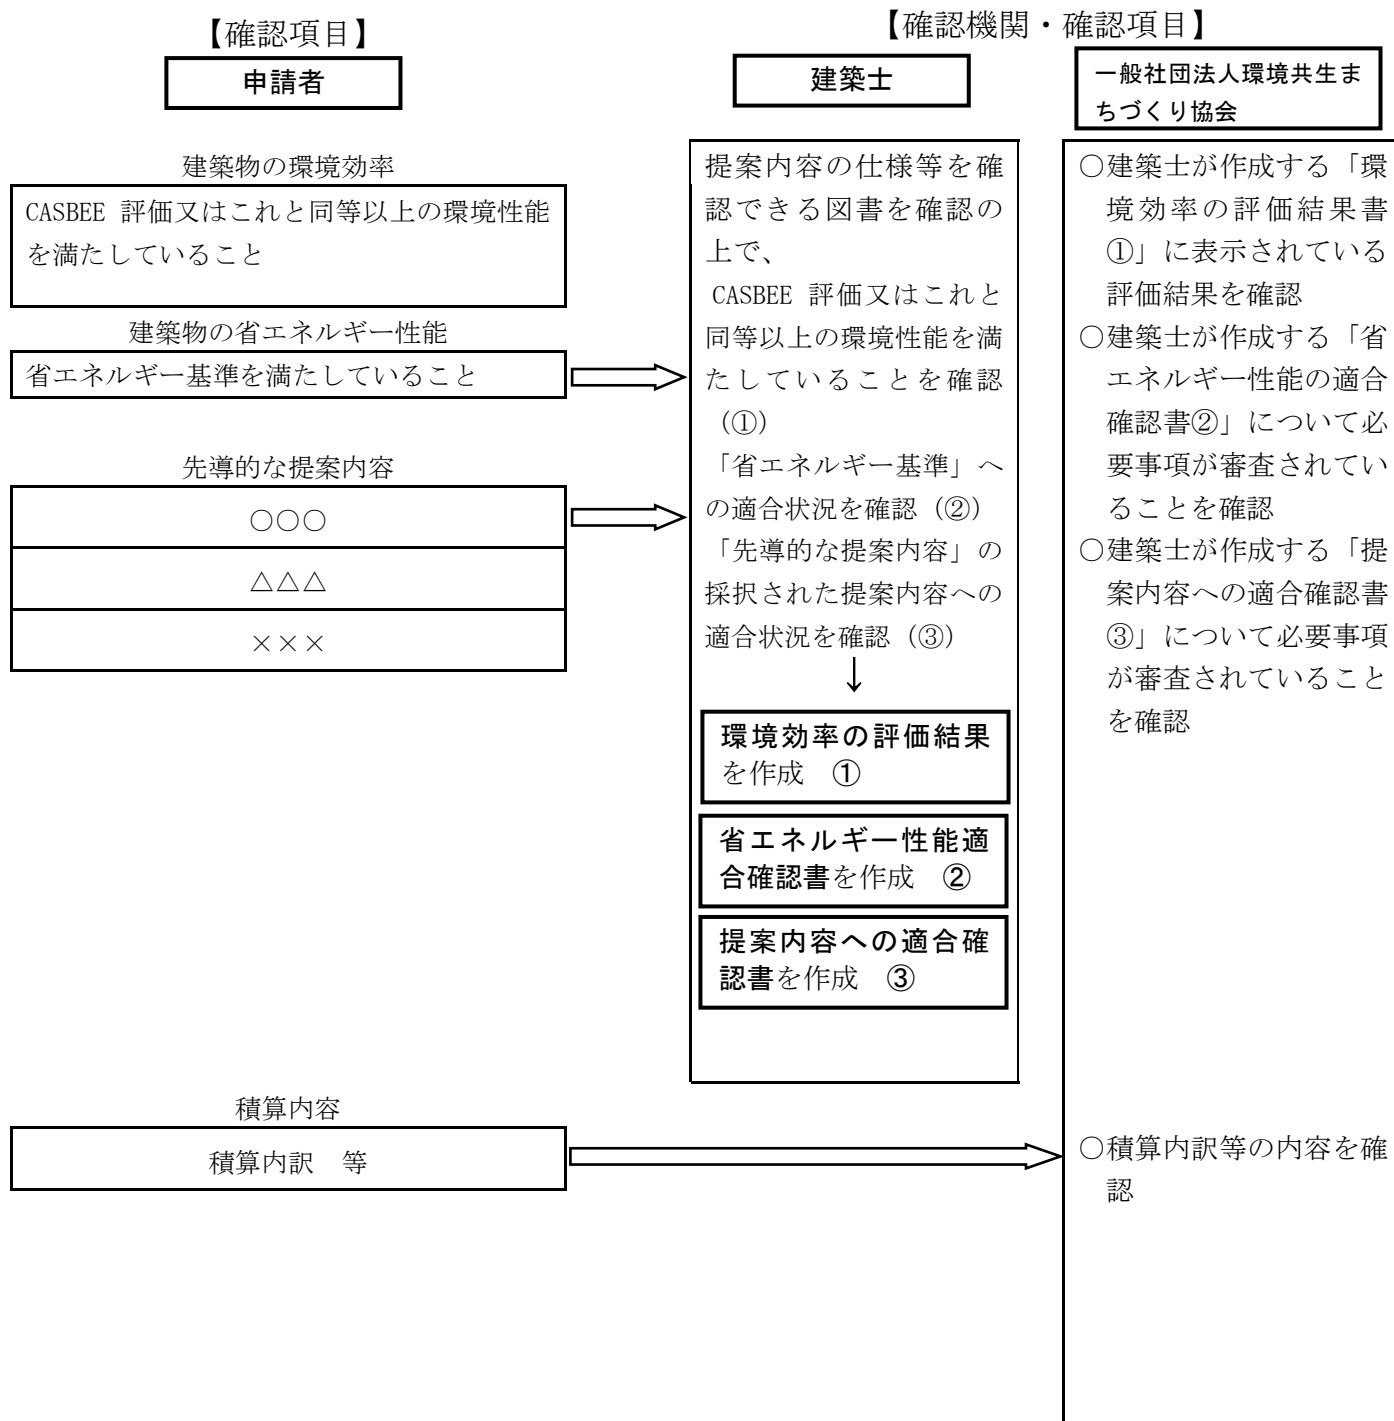 【確認項目】
申請者
建築物の環境効率
CASBEE 評価又はこれと同等以上の環境性能
を満たしていること
建築物の省エネルギー性能
省エネルギー基準を満たしていること
先導的な提案内容
○○○
△△△
×××
積算内容
積算内訳　等
【確認機関・確認項目】
建築士
提案内容の仕様等を確
認できる図書を確認の
上で、
CASBEE 評価又はこれと
同等以上の環境性能を満
たしていることを確認
（①）
「省エネルギー基準」へ
の適合状況を確認（②）
「先導的な提案内容」の
採択された提案内容への
適合状況を確認（③）
↓
環境効率の評価結果
を作成　①
省エネルギー性能適
合確認書を作成　②
提案内容への適合確
認書を作成　③
一般社団法人環境共生ま
ちづくり協会
○建築士が作成する「環
境効率の評価結果書
①」に表示されている
評価結果を確認
○建築士が作成する「省
エネルギー性能の適合
確認書②」について必
要事項が審査されてい
ることを確認
○建築士が作成する「提
案内容への適合確認書
③」について必要事項
が審査されていること
を確認
○積算内訳等の内容を確
認